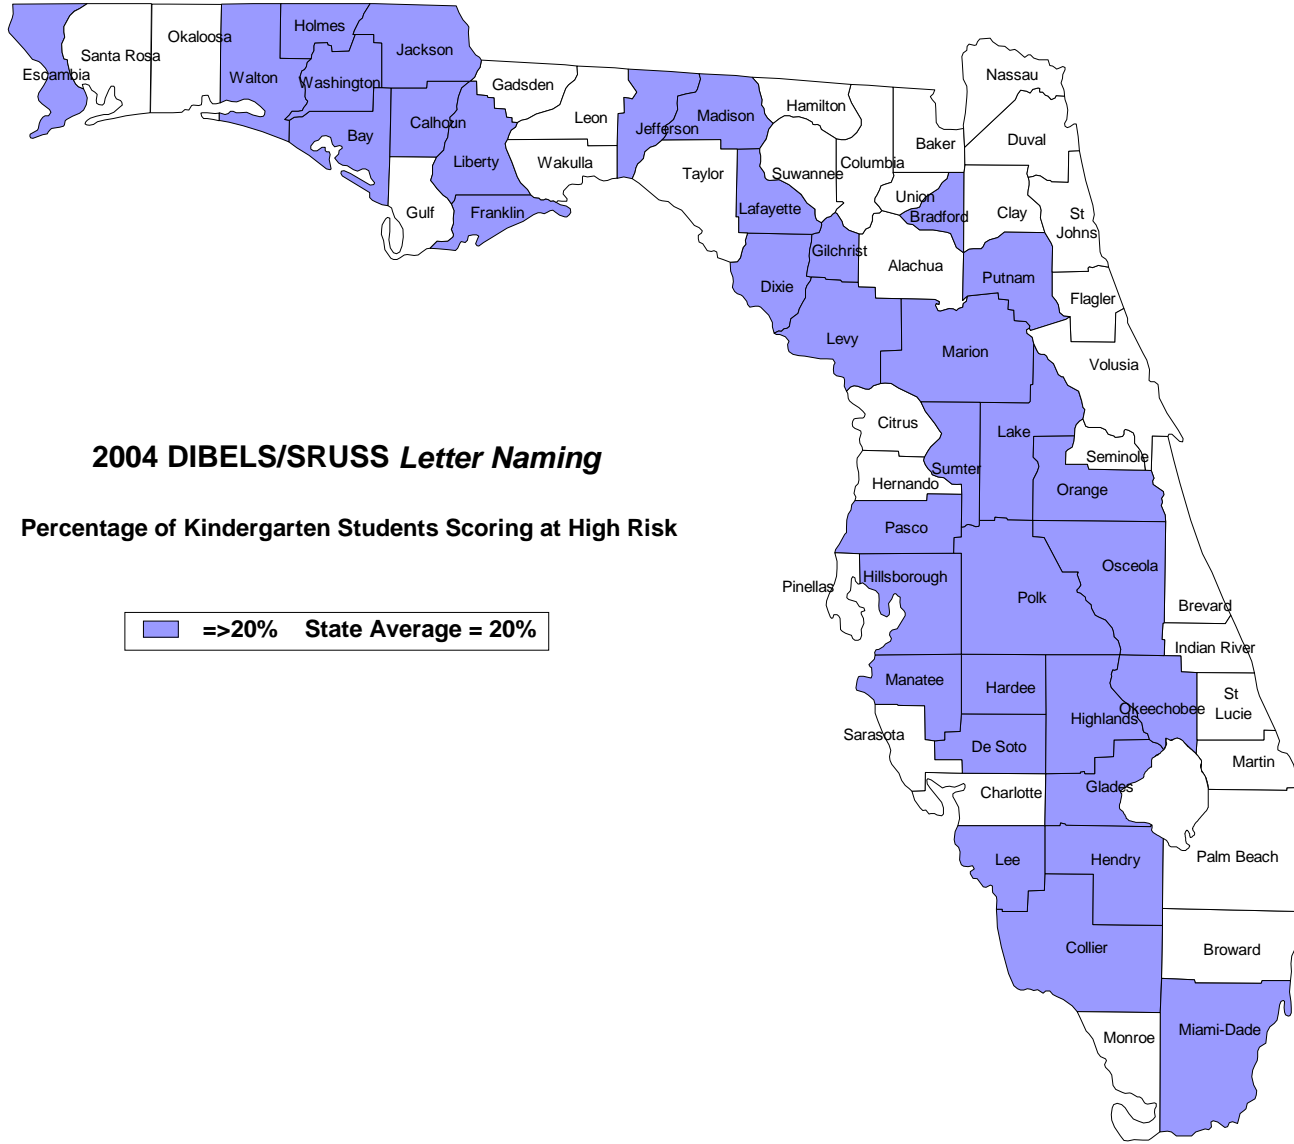 Holmes
Okaloosa
Jackson
Santa Rosa
Escambia
Walton
Washington
Gadsden
Nassau
Hamilton
Leon
Madison
Calhoun
Jefferson
Bay
Duval
Baker
Liberty
Wakulla
Columbia
Taylor
Suwannee
Union
Lafayette
Gulf
Franklin
Bradford
Clay
St
Johns
Gilchrist
Alachua
Putnam
Dixie
Flagler
Levy
Marion
Volusia
Citrus
Lake
2004 DIBELS/SRUSS Letter Naming
Seminole
Sumter
Hernando
Orange
Percentage of Kindergarten Students Scoring at High Risk
Pasco
Osceola
Hillsborough
Pinellas
Polk
Brevard
=>20% State Average = 20%
Indian River
Manatee
Hardee
St
Lucie
Okeechobee
Highlands
Sarasota
De Soto
Martin
Charlotte
Glades
Lee
Hendry
Palm Beach
Collier
Broward
Miami-Dade
Monroe